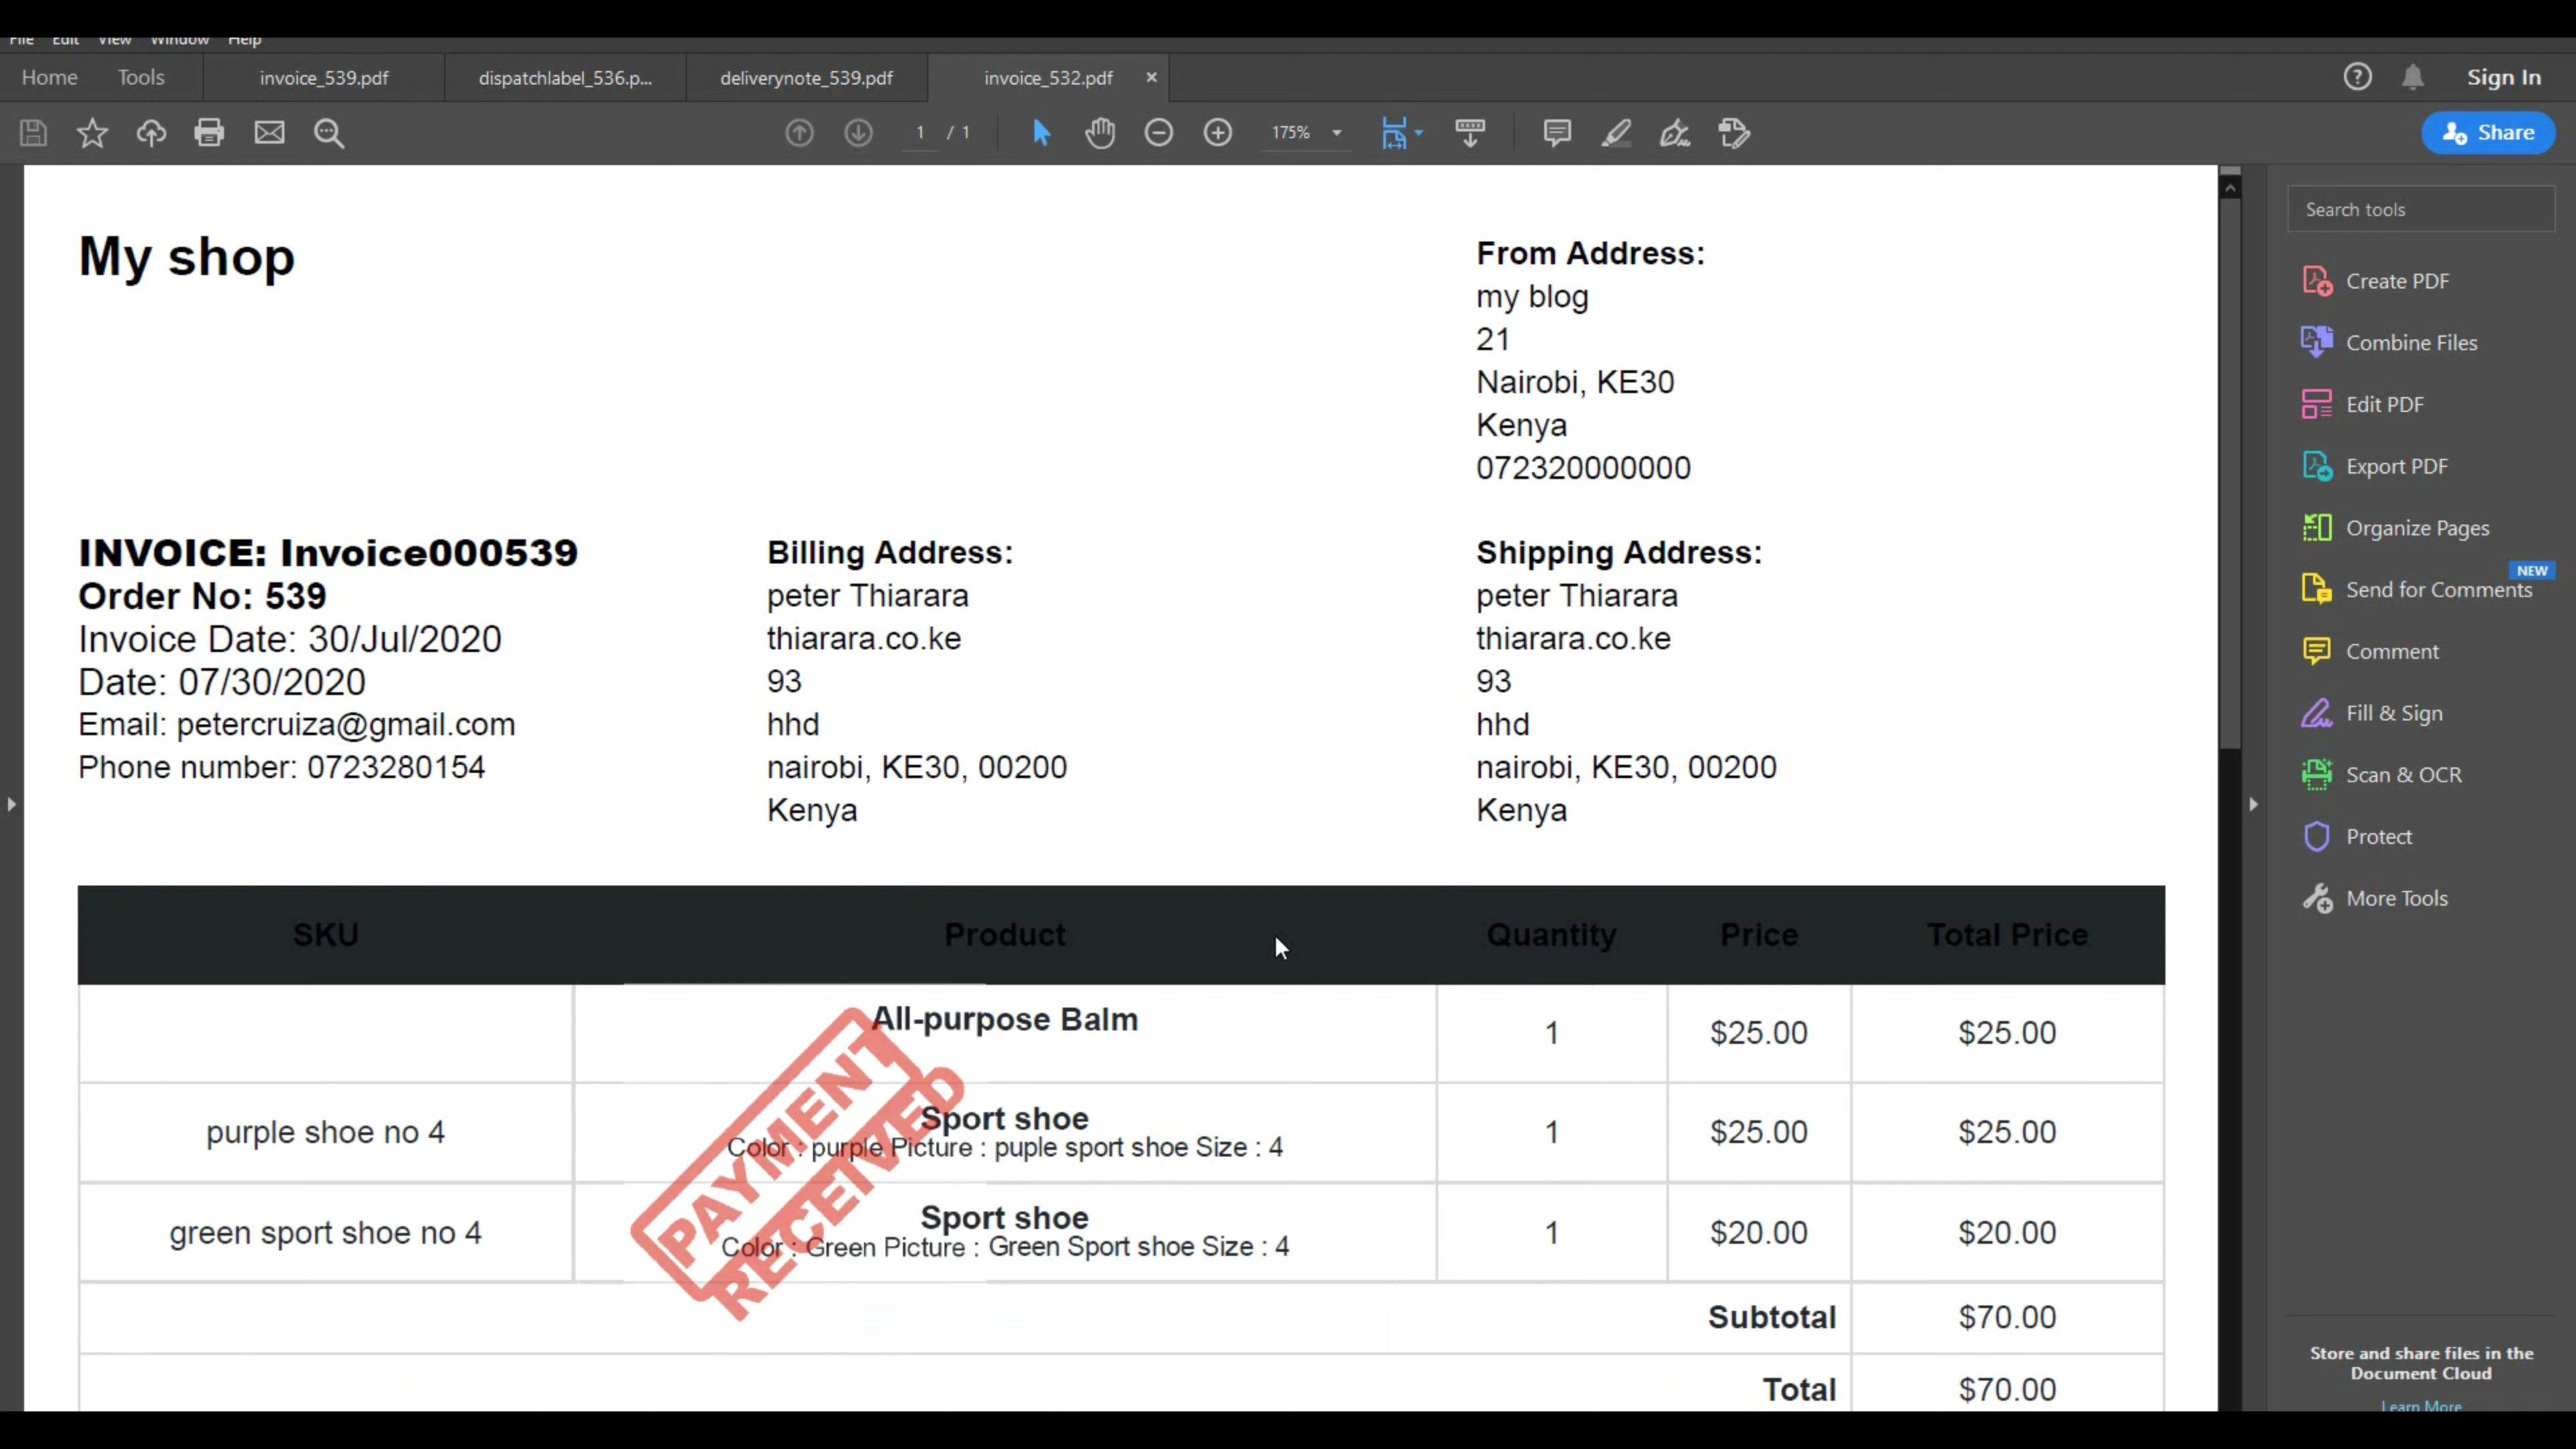 File Edit View Window Help
Home Tools invoice_539.pdf dispatchlabel_536.p... deliverynote_539.pdf invoice_532.pdf × Sign In
1 / 1 175% Share
My shop
From Address:
my blog
21
Nairobi, KE30
Kenya
072320000000
INVOICE: Invoice000539
Order No: 539
Invoice Date: 30/Jul/2020
Date: 07/30/2020
Email: petercruiza@gmail.com
Phone number: 0723280154
Billing Address:
peter Thiarara
thiarara.co.ke
93
hhd
nairobi, KE30, 00200
Kenya
Shipping Address:
peter Thiarara
thiarara.co.ke
93
hhd
nairobi, KE30, 00200
Kenya
SKU Product Quantity Price Total Price
All-purpose Balm 1 $25.00 $25.00
purple shoe no 4 Sport shoe 1 $25.00 $25.00
Color : purple Picture : puple sport shoe Size : 4
green sport shoe no 4 Sport shoe 1 $20.00 $20.00
Color : Green Picture : Green Sport shoe Size : 4
PAYMENT
RECEIVED
Subtotal $70.00
Total $70.00
Search tools
Create PDF
Combine Files
Edit PDF
Export PDF
Organize Pages
NEW
Send for Comments
Comment
Fill & Sign
Scan & OCR
Protect
More Tools
Store and share files in the
Document Cloud
Learn More